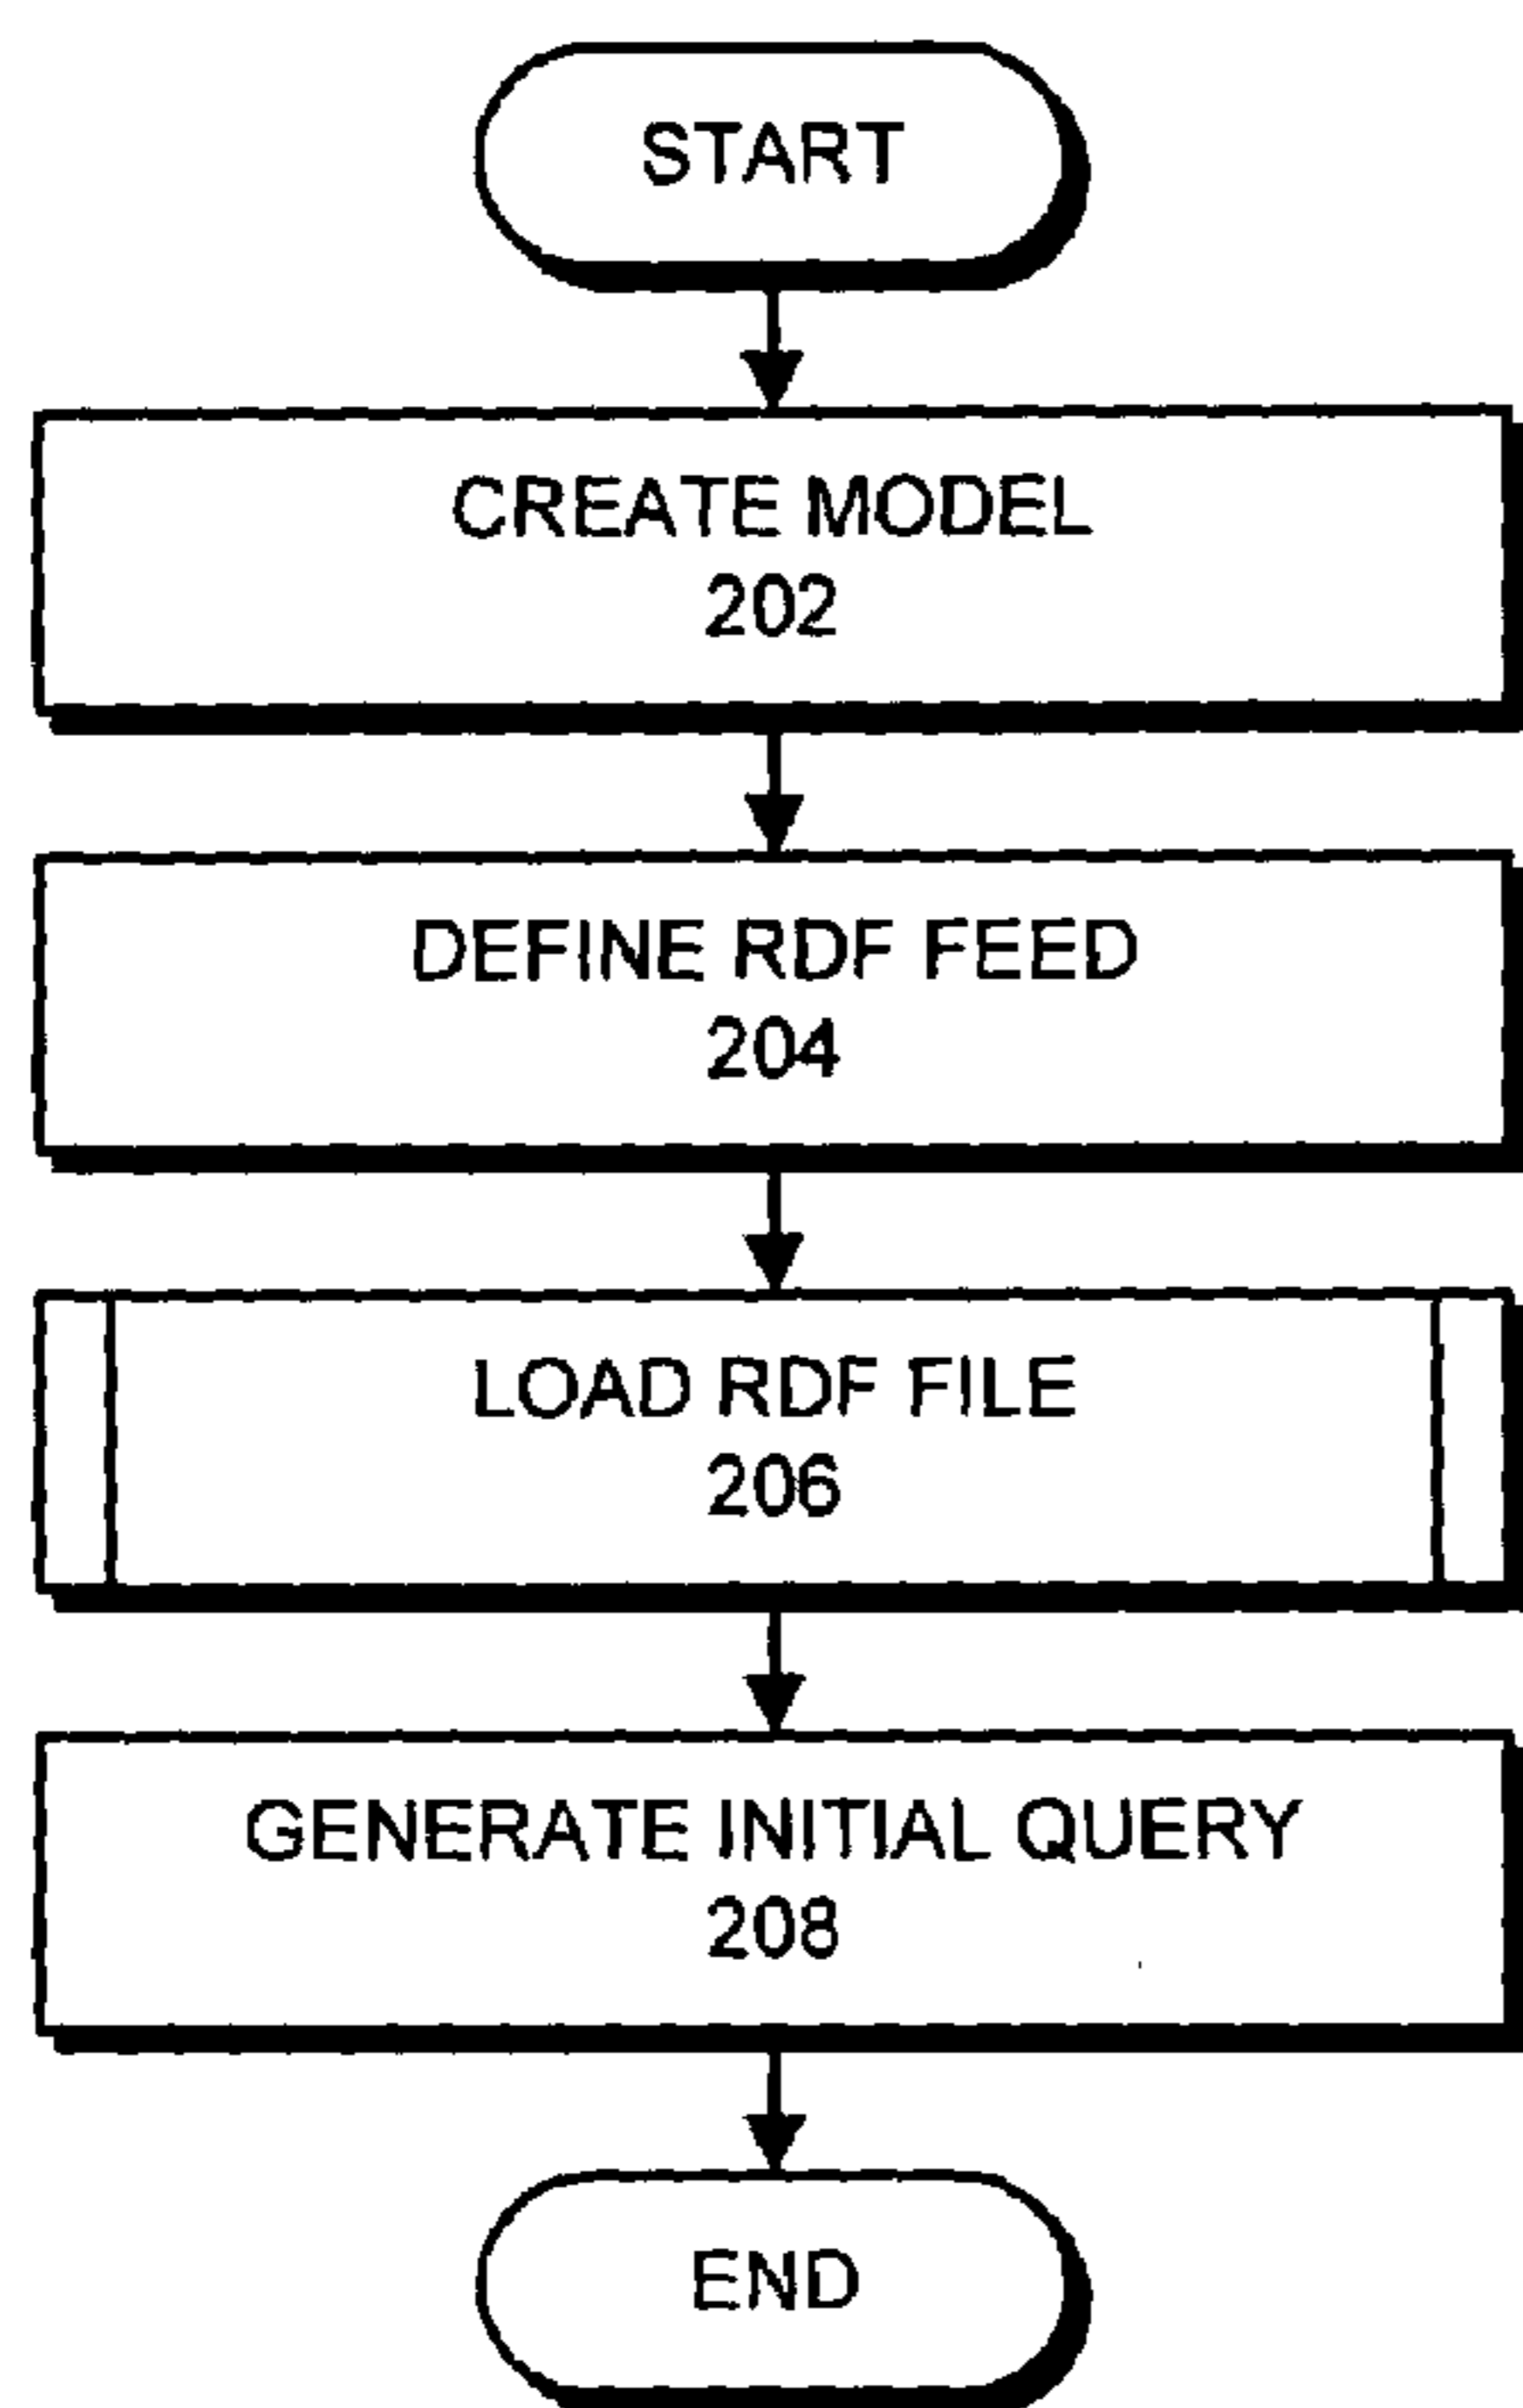 START
CREATE MODEL
202
DEFINE RDF FEED
204
LOAD RDF FILE
206
GENERATE INITIAL QUERY
208
END